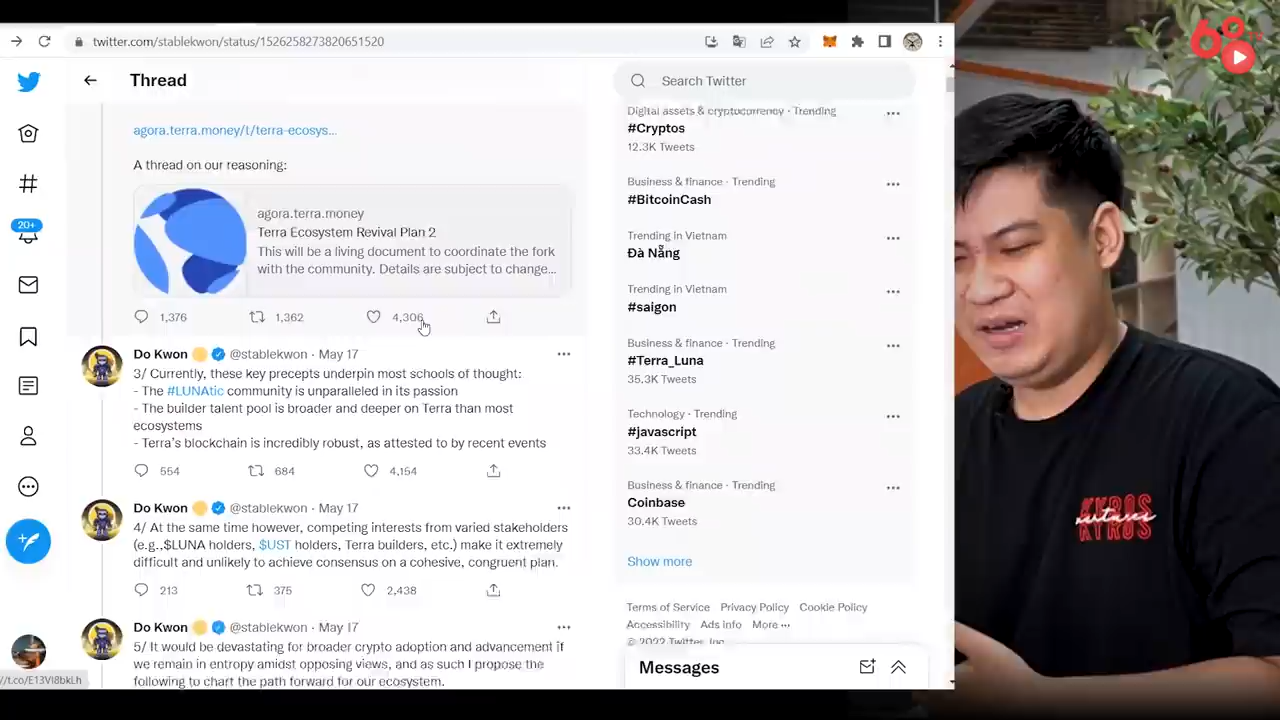 twitter.com/stablekwon/status/1526258273820651520
Thread
agora.terra.money/t/terra-ecosys...
A thread on our reasoning:
agora.terra.money
Terra Ecosystem Revival Plan 2
This will be a living document to coordinate the fork
with the community. Details are subject to change...
1,376
1,362
4,306
Do Kwon @stablekwon · May 17
3/ Currently, these key precepts underpin most schools of thought:
- The #LUNAtic community is unparalleled in its passion
- The builder talent pool is broader and deeper on Terra than most
ecosystems
- Terra's blockchain is incredibly robust, as attested to by recent events
554
684
4,154
Do Kwon @stablekwon · May 17
4/ At the same time however, competing interests from varied stakeholders
(e.g.,$LUNA holders, $UST holders, Terra builders, etc.) make it extremely
difficult and unlikely to achieve consensus on a cohesive, congruent plan.
213
375
2,438
Do Kwon @stablekwon · May 17
5/ It would be devastating for broader crypto adoption and advancement if
we remain in entropy amidst opposing views, and as such I propose the
following to chart the path forward for our ecosystem.
20+
//t.co/E13Vl8bkLh
Search Twitter
Digital assets & cryptocurrency · Trending
#Cryptos
12.3K Tweets
Business & finance · Trending
#BitcoinCash
Trending in Vietnam
Đà Nẵng
Trending in Vietnam
#saigon
Business & finance · Trending
#Terra_Luna
35.3K Tweets
Technology · Trending
#javascript
33.4K Tweets
Business & finance · Trending
Coinbase
30.4K Tweets
Show more
Terms of Service Privacy Policy Cookie Policy
Accessibility Ads info More ···
© 2022 Twitter, Inc.
Messages
KYROS
ventures
KYROS